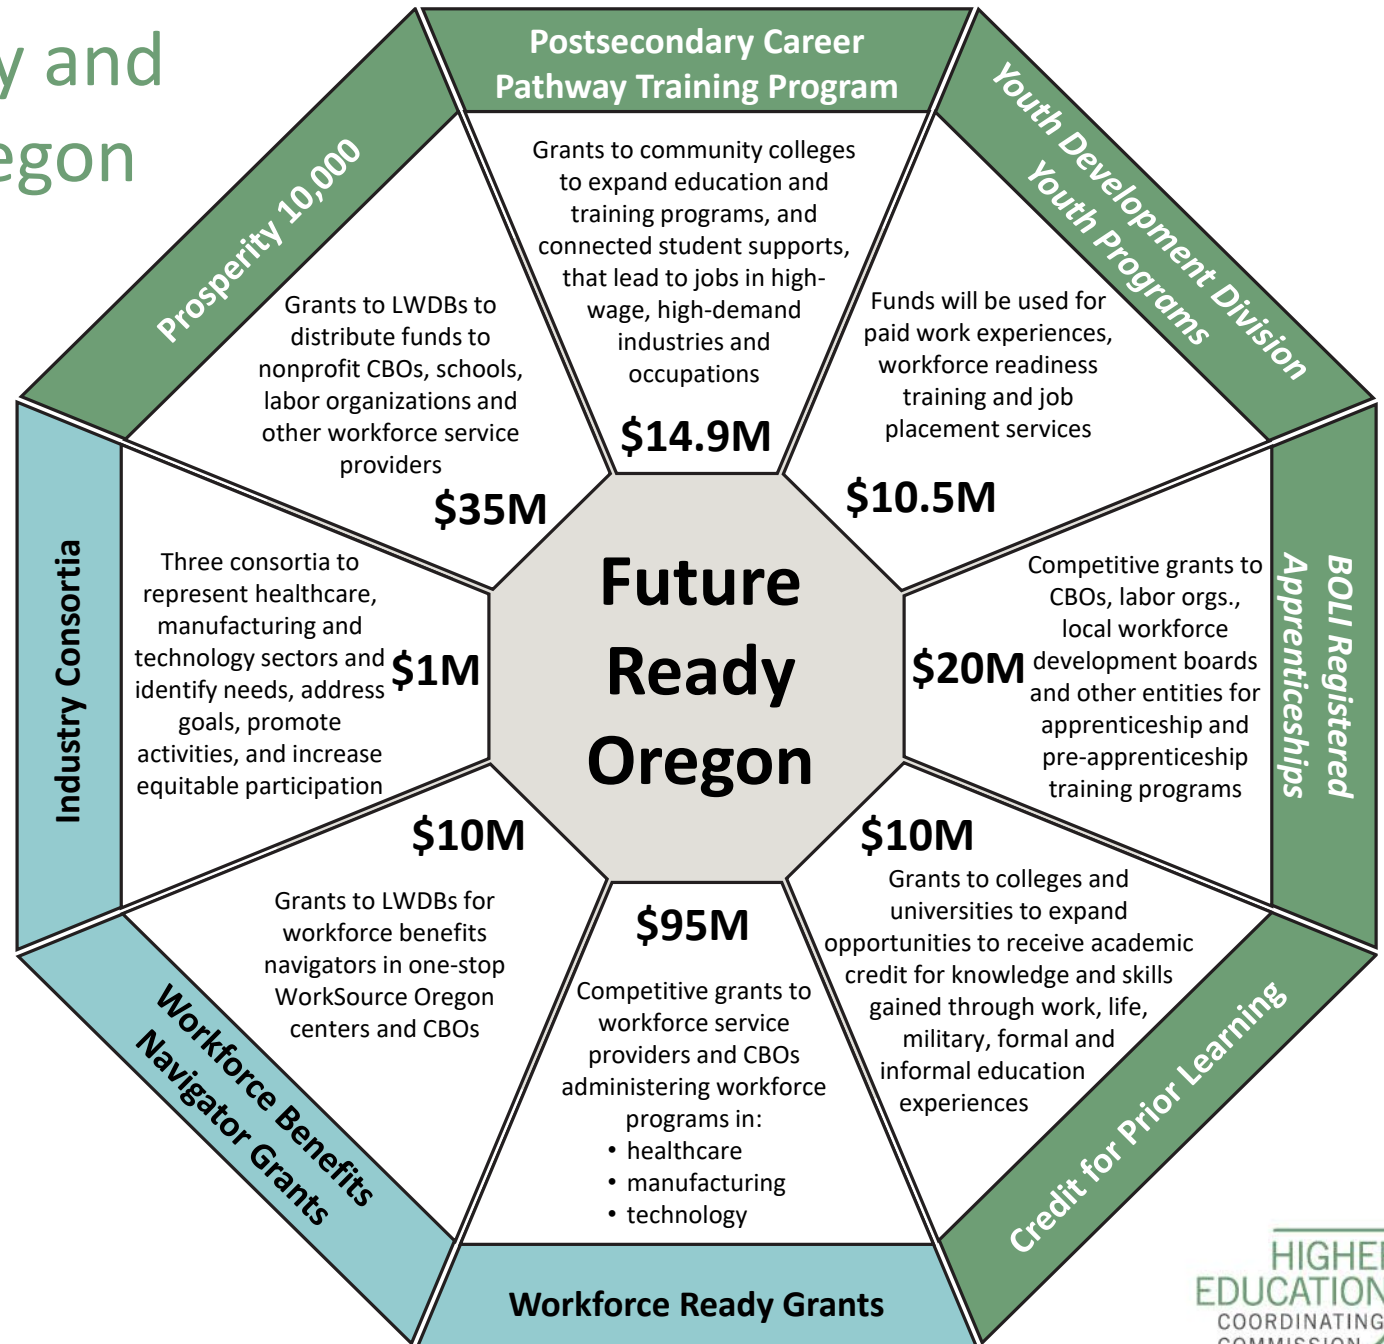 y and
egon
Postsecondary Career
Pathway Training Program
Grants to community colleges
to expand education and
training programs, and
connected student supports,
that lead to jobs in high-
wage, high-demand
industries and
occupations
$14.9M
Youth Development Division
Youth Programs
Funds will be used for
paid work experiences,
workforce readiness
training and job
placement services
$10.5M
BOLI Registered
Apprenticeships
Competitive grants to
CBOs, labor orgs.,
local workforce
development boards
and other entities for
apprenticeship and
pre-apprenticeship
training programs
$20M
Credit for Prior Learning
$10M
Grants to colleges and
universities to expand
opportunities to receive academic
credit for knowledge and skills
gained through work, life,
military, formal and
informal education
experiences
Workforce Ready Grants
$95M
Competitive grants to
workforce service
providers and CBOs
administering workforce
programs in:
• healthcare
• manufacturing
• technology
Workforce Benefits
Navigator Grants
$10M
Grants to LWDBs for
workforce benefits
navigators in one-stop
WorkSource Oregon
centers and CBOs
Industry Consortia
Three consortia to
represent healthcare,
manufacturing and
technology sectors and
identify needs, address
goals, promote
activities, and increase
equitable participation
$1M
Prosperity 10,000
Grants to LWDBs to
distribute funds to
nonprofit CBOs, schools,
labor organizations and
other workforce service
providers
$35M
Future
Ready
Oregon
HIGHER
EDUCATION
COORDINATING
COMMISSION